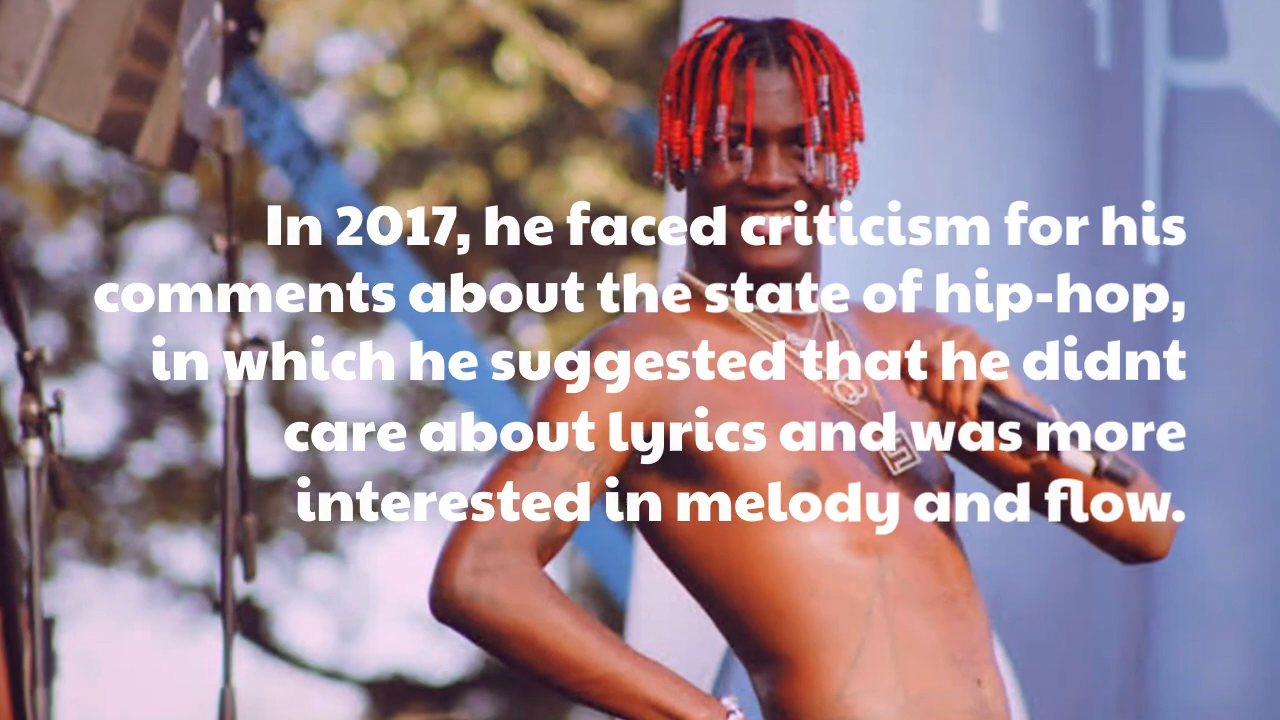 In 2017, he faced criticism for his
comments about the state of hip-hop,
in which he suggested that he didnt
care about lyrics and was more
interested in melody and flow.